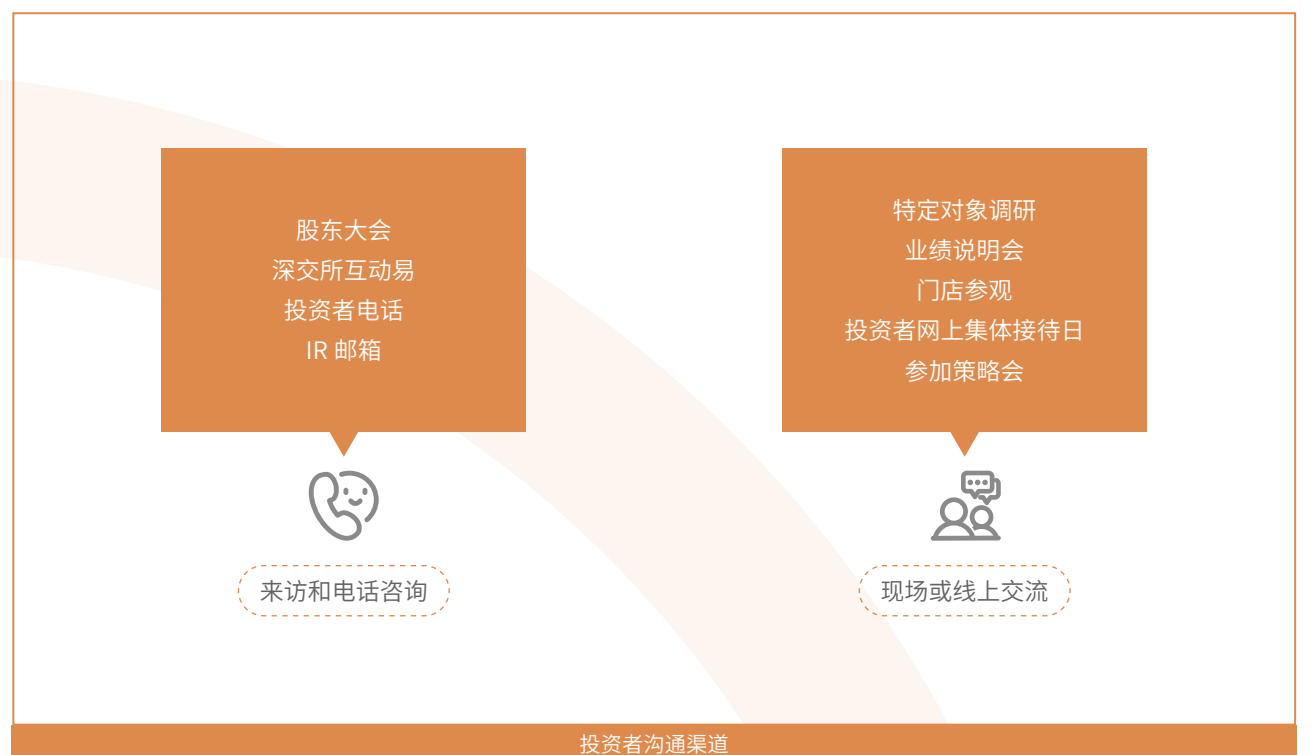 股东大会
深交所互动易
投资者电话
IR 邮箱
来访和电话咨询
特定对象调研
业绩说明会
门店参观
投资者网上集体接待日
参加策略会
现场或线上交流
投资者沟通渠道